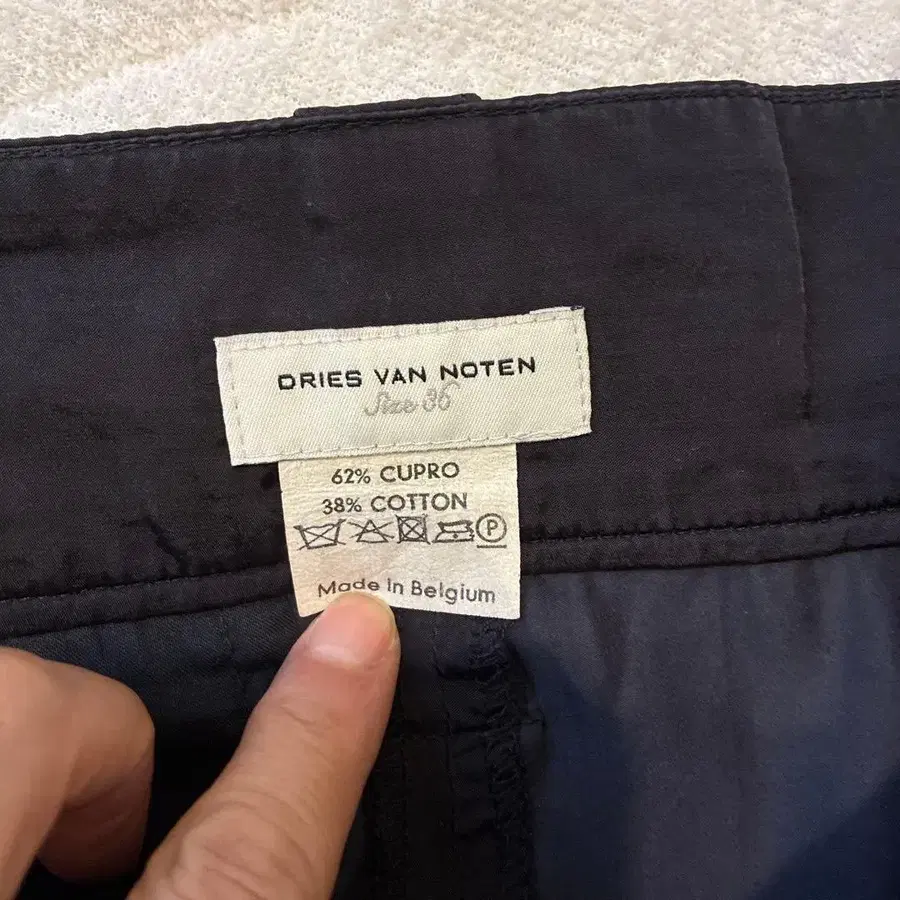 DRIES VAN NOTEN
Size 36
62% CUPRO
38% COTTON
P
Made in Belgium